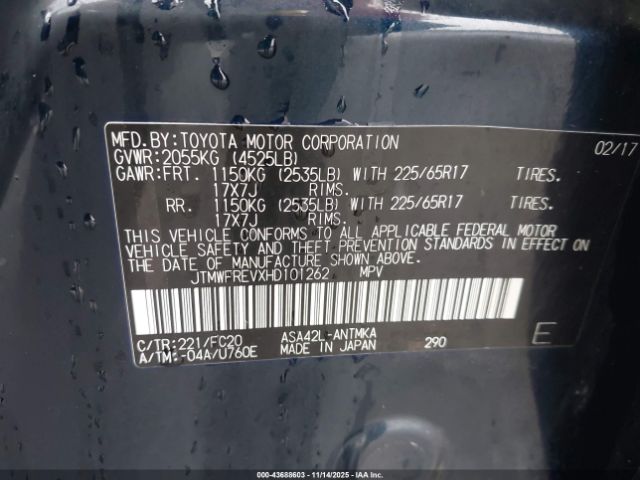 MFD.BY:TOYOTA MOTOR CORPORATION 02/17
GVWR:2055KG (4525LB)
GAWR:FRT. 1150KG (2535LB) WITH 225/65R17 TIRES.
17X7J RIMS.
RR. 1150KG (2535LB) WITH 225/65R17 TIRES.
17X7J RIMS.
THIS VEHICLE CONFORMS TO ALL APPLICABLE FEDERAL MOTOR
VEHICLE SAFETY AND THEFT-PREVENTION STANDARDS IN EFFECT ON
THE DATE OF MANUFACTURE SHOWN ABOVE.
JTMWFREVXHD101262 MPV
C/TR:221/FC20 ASA42L-ANTMKA
A/TM:-04A/U760E MADE IN JAPAN 290 E
000-43688603 - 11/14/2025 - IAA Inc.